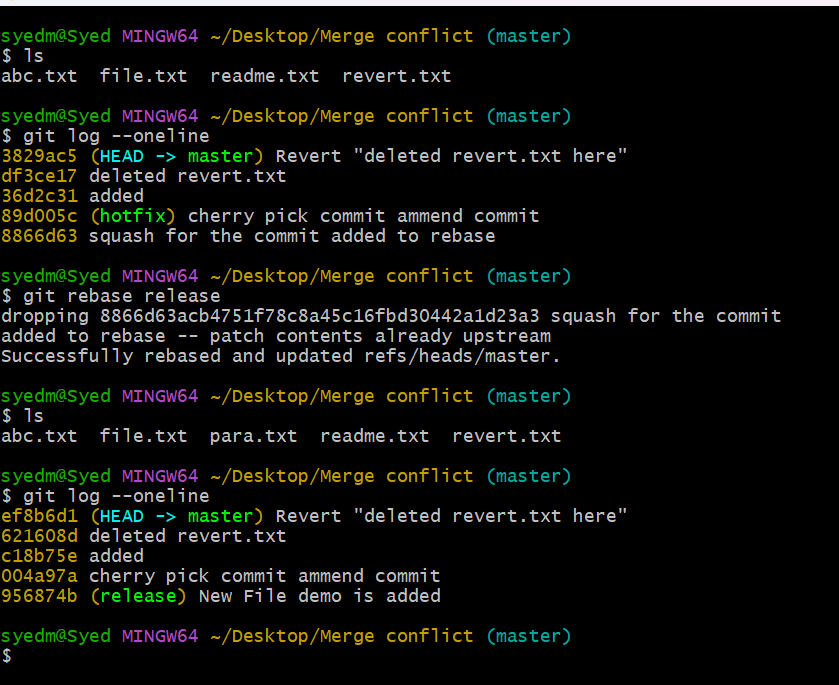 syedm@Syed MINGW64 ~/Desktop/Merge conflict (master)
$ ls
abc.txt  file.txt  readme.txt  revert.txt
syedm@Syed MINGW64 ~/Desktop/Merge conflict (master)
$ git log --oneline
3829ac5 (HEAD -> master) Revert "deleted revert.txt here"
df3ce17 deleted revert.txt
36d2c31 added
89d005c (hotfix) cherry pick commit ammend commit
8866d63 squash for the commit added to rebase
syedm@Syed MINGW64 ~/Desktop/Merge conflict (master)
$ git rebase release
dropping 8866d63acb4751f78c8a45c16fbd30442a1d23a3 squash for the commit
added to rebase -- patch contents already upstream
Successfully rebased and updated refs/heads/master.
syedm@Syed MINGW64 ~/Desktop/Merge conflict (master)
$ ls
abc.txt  file.txt  para.txt  readme.txt  revert.txt
syedm@Syed MINGW64 ~/Desktop/Merge conflict (master)
$ git log --oneline
ef8b6d1 (HEAD -> master) Revert "deleted revert.txt here"
621608d deleted revert.txt
c18b75e added
004a97a cherry pick commit ammend commit
956874b (release) New File demo is added
syedm@Syed MINGW64 ~/Desktop/Merge conflict (master)
$